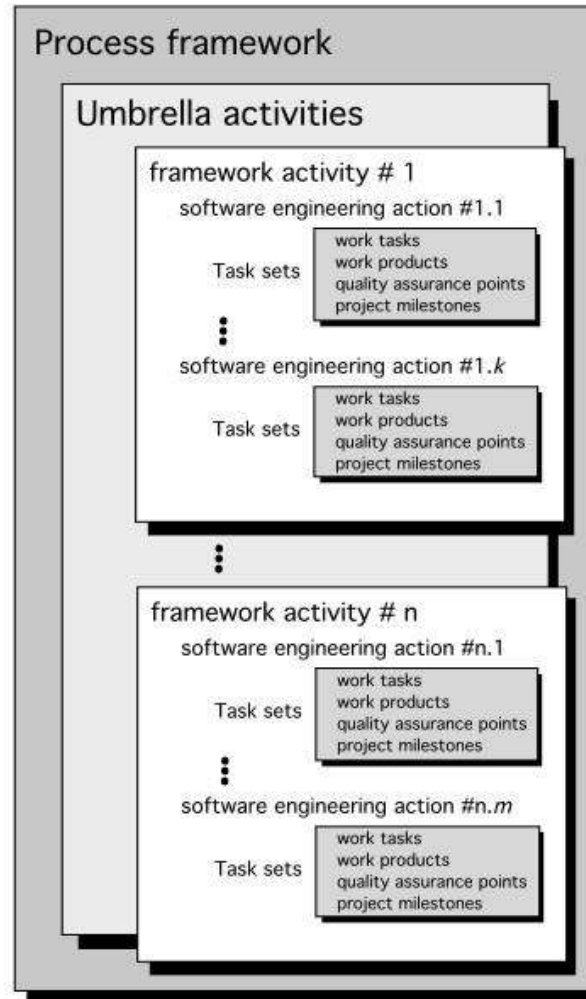 Process framework
Umbrella activities
framework activity # 1
software engineering action #1.1
Task sets
work tasks
work products
quality assurance points
project milestones
software engineering action #1.k
Task sets
work tasks
work products
quality assurance points
project milestones
framework activity # n
software engineering action #n.1
Task sets
work tasks
work products
quality assurance points
project milestones
software engineering action #n.m
Task sets
work tasks
work products
quality assurance points
project milestones